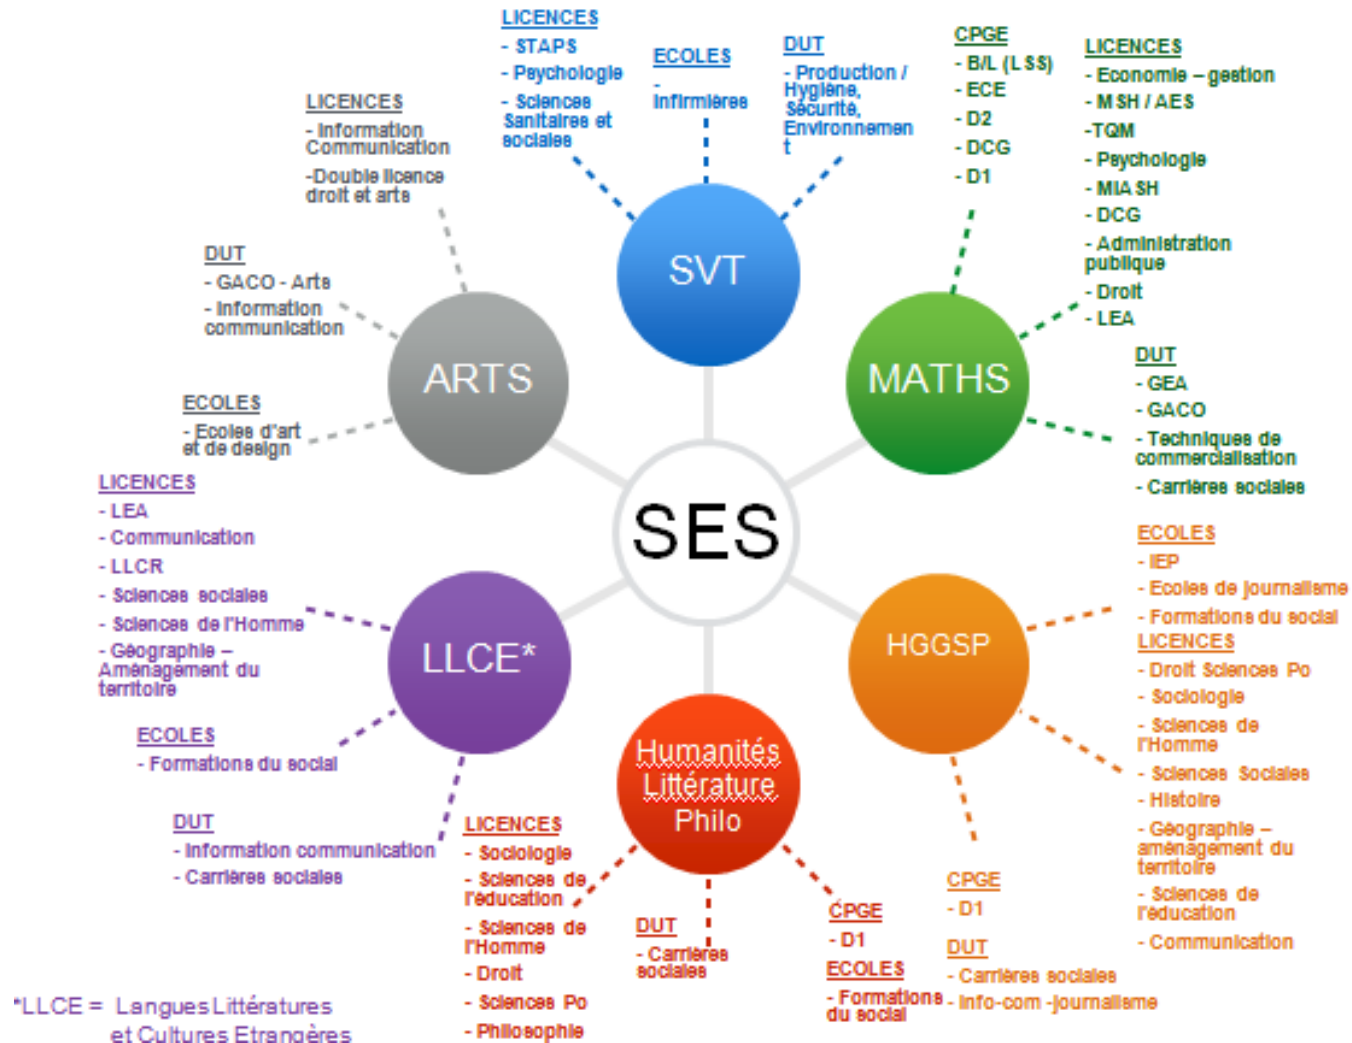 LICENCES
- STAPS
- Psychologie
- Sciences
Sanitaires et
sociales
ECOLES
-
Infirmières
DUT
- Production /
Hygiène,
Sécurité,
Environnemen
t
SVT
CPGE
- B/L (LSS)
- ECE
- D2
- DCG
- D1
LICENCES
- Economie – gestion
- MSH / AES
-TQM
- Psychologie
- MIASH
- DCG
- Administration
publique
- Droit
- LEA
DUT
- GEA
- GACO
- Techniques de
commercialisation
- Carrières sociales
MATHS
LICENCES
- Information
Communication
-Double licence
droit et arts
DUT
- GACO - Arts
- Information
communication
ECOLES
- Ecoles d'art
et de design
ARTS
SES
LICENCES
- LEA
- Communication
- LLCR
- Sciences sociales
- Sciences de l'Homme
- Géographie –
Aménagement du
territoire
ECOLES
- Formations du social
DUT
- Information communication
- Carrières sociales
LLCE*
HGGSP
ECOLES
- IEP
- Ecoles de journalisme
- Formations du social
LICENCES
- Droit Sciences Po
- Sociologie
- Sciences de
l'Homme
- Sciences Sociales
- Histoire
- Géographie –
aménagement du
territoire
- Sciences de
l'éducation
- Communication
CPGE
- D1
DUT
- Carrières sociales
- Info-com -journalisme
Humanités
Littérature
Philo
LICENCES
- Sociologie
- Sciences de
l'éducation
- Sciences de
l'Homme
- Droit
- Sciences Po
- Philosophie
DUT
- Carrières
sociales
CPGE
- D1
ECOLES
- Formations
du social
*LLCE = Langues Littératures
et Cultures Etrangères